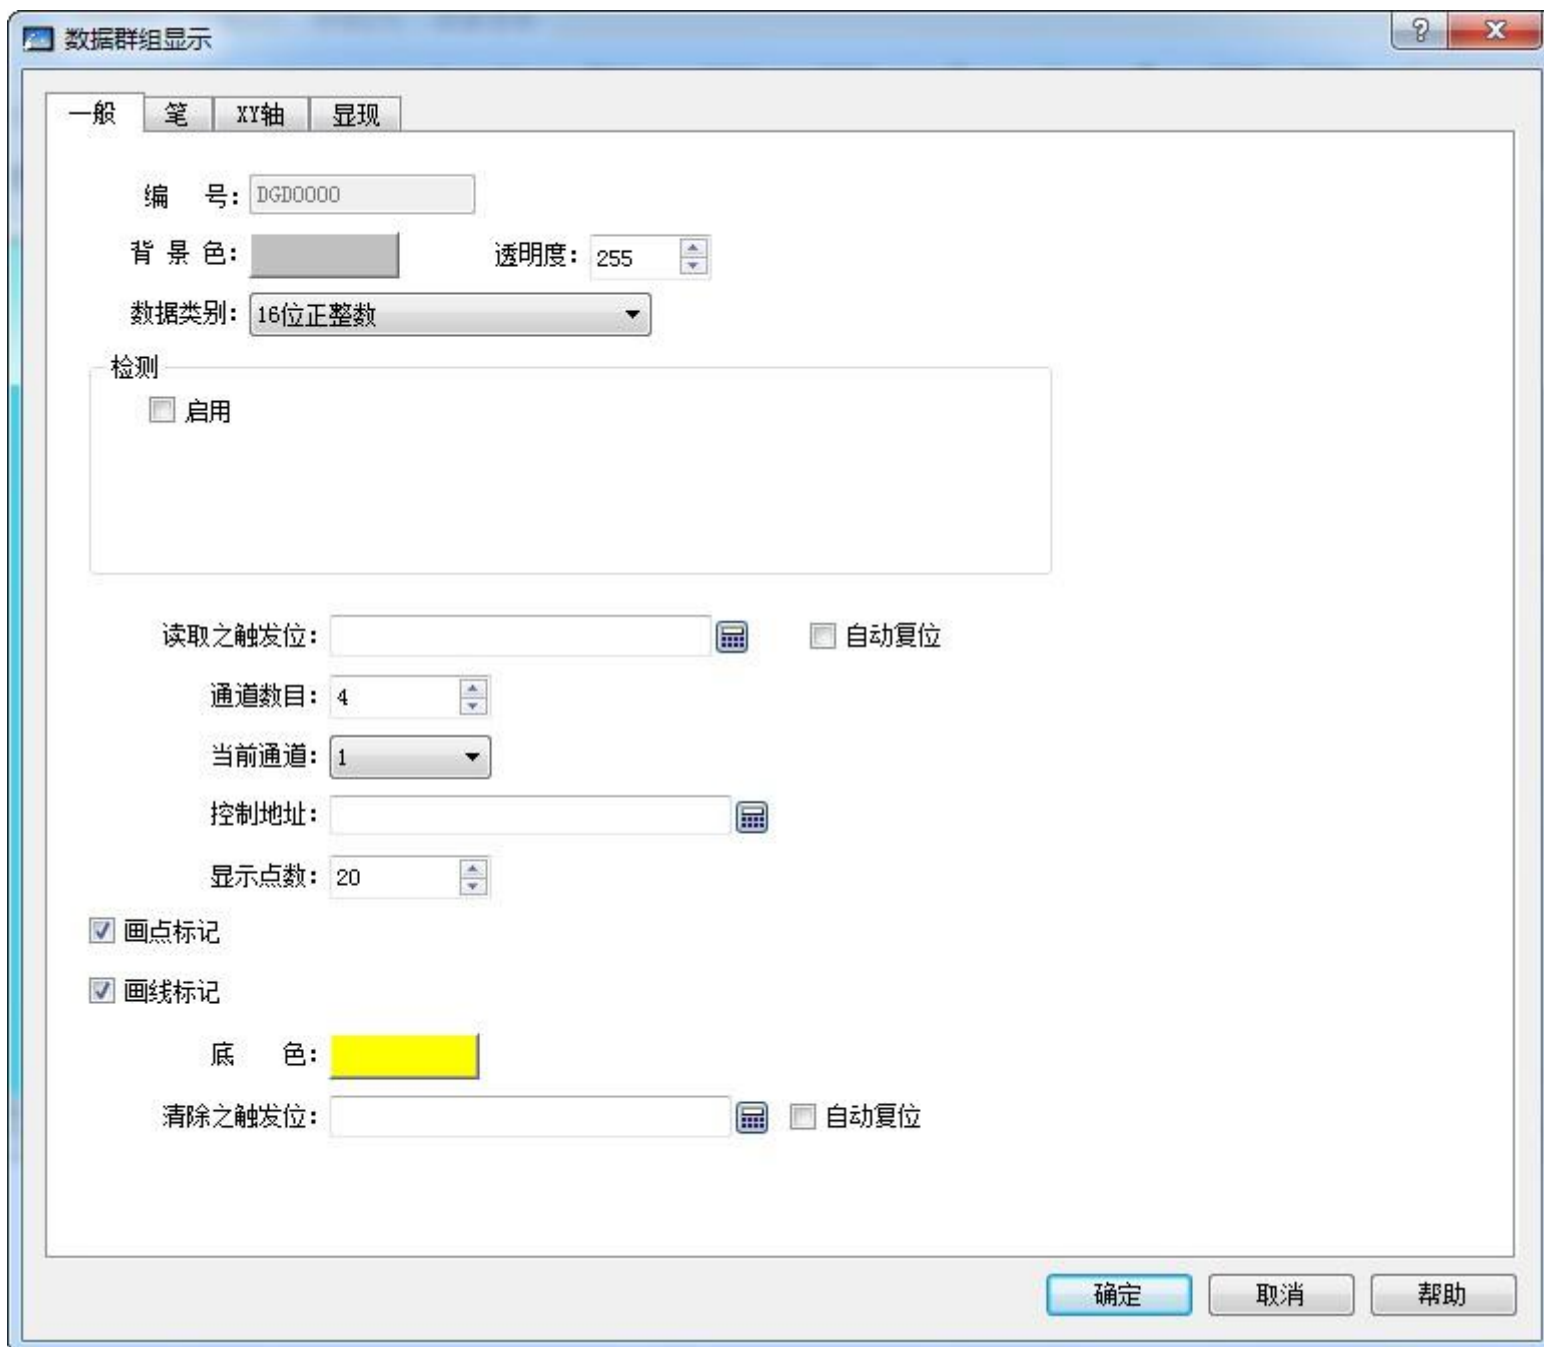 数据群组显示
一般 笔 XY轴 显现
编 号: DGD0000
背 景 色: 透明度: 255
数据类别: 16位正整数
检测
启用
读取之触发位: 自动复位
通道数目: 4
当前通道: 1
控制地址:
显示点数: 20
画点标记
画线标记
底 色:
清除之触发位: 自动复位
确定 取消 帮助